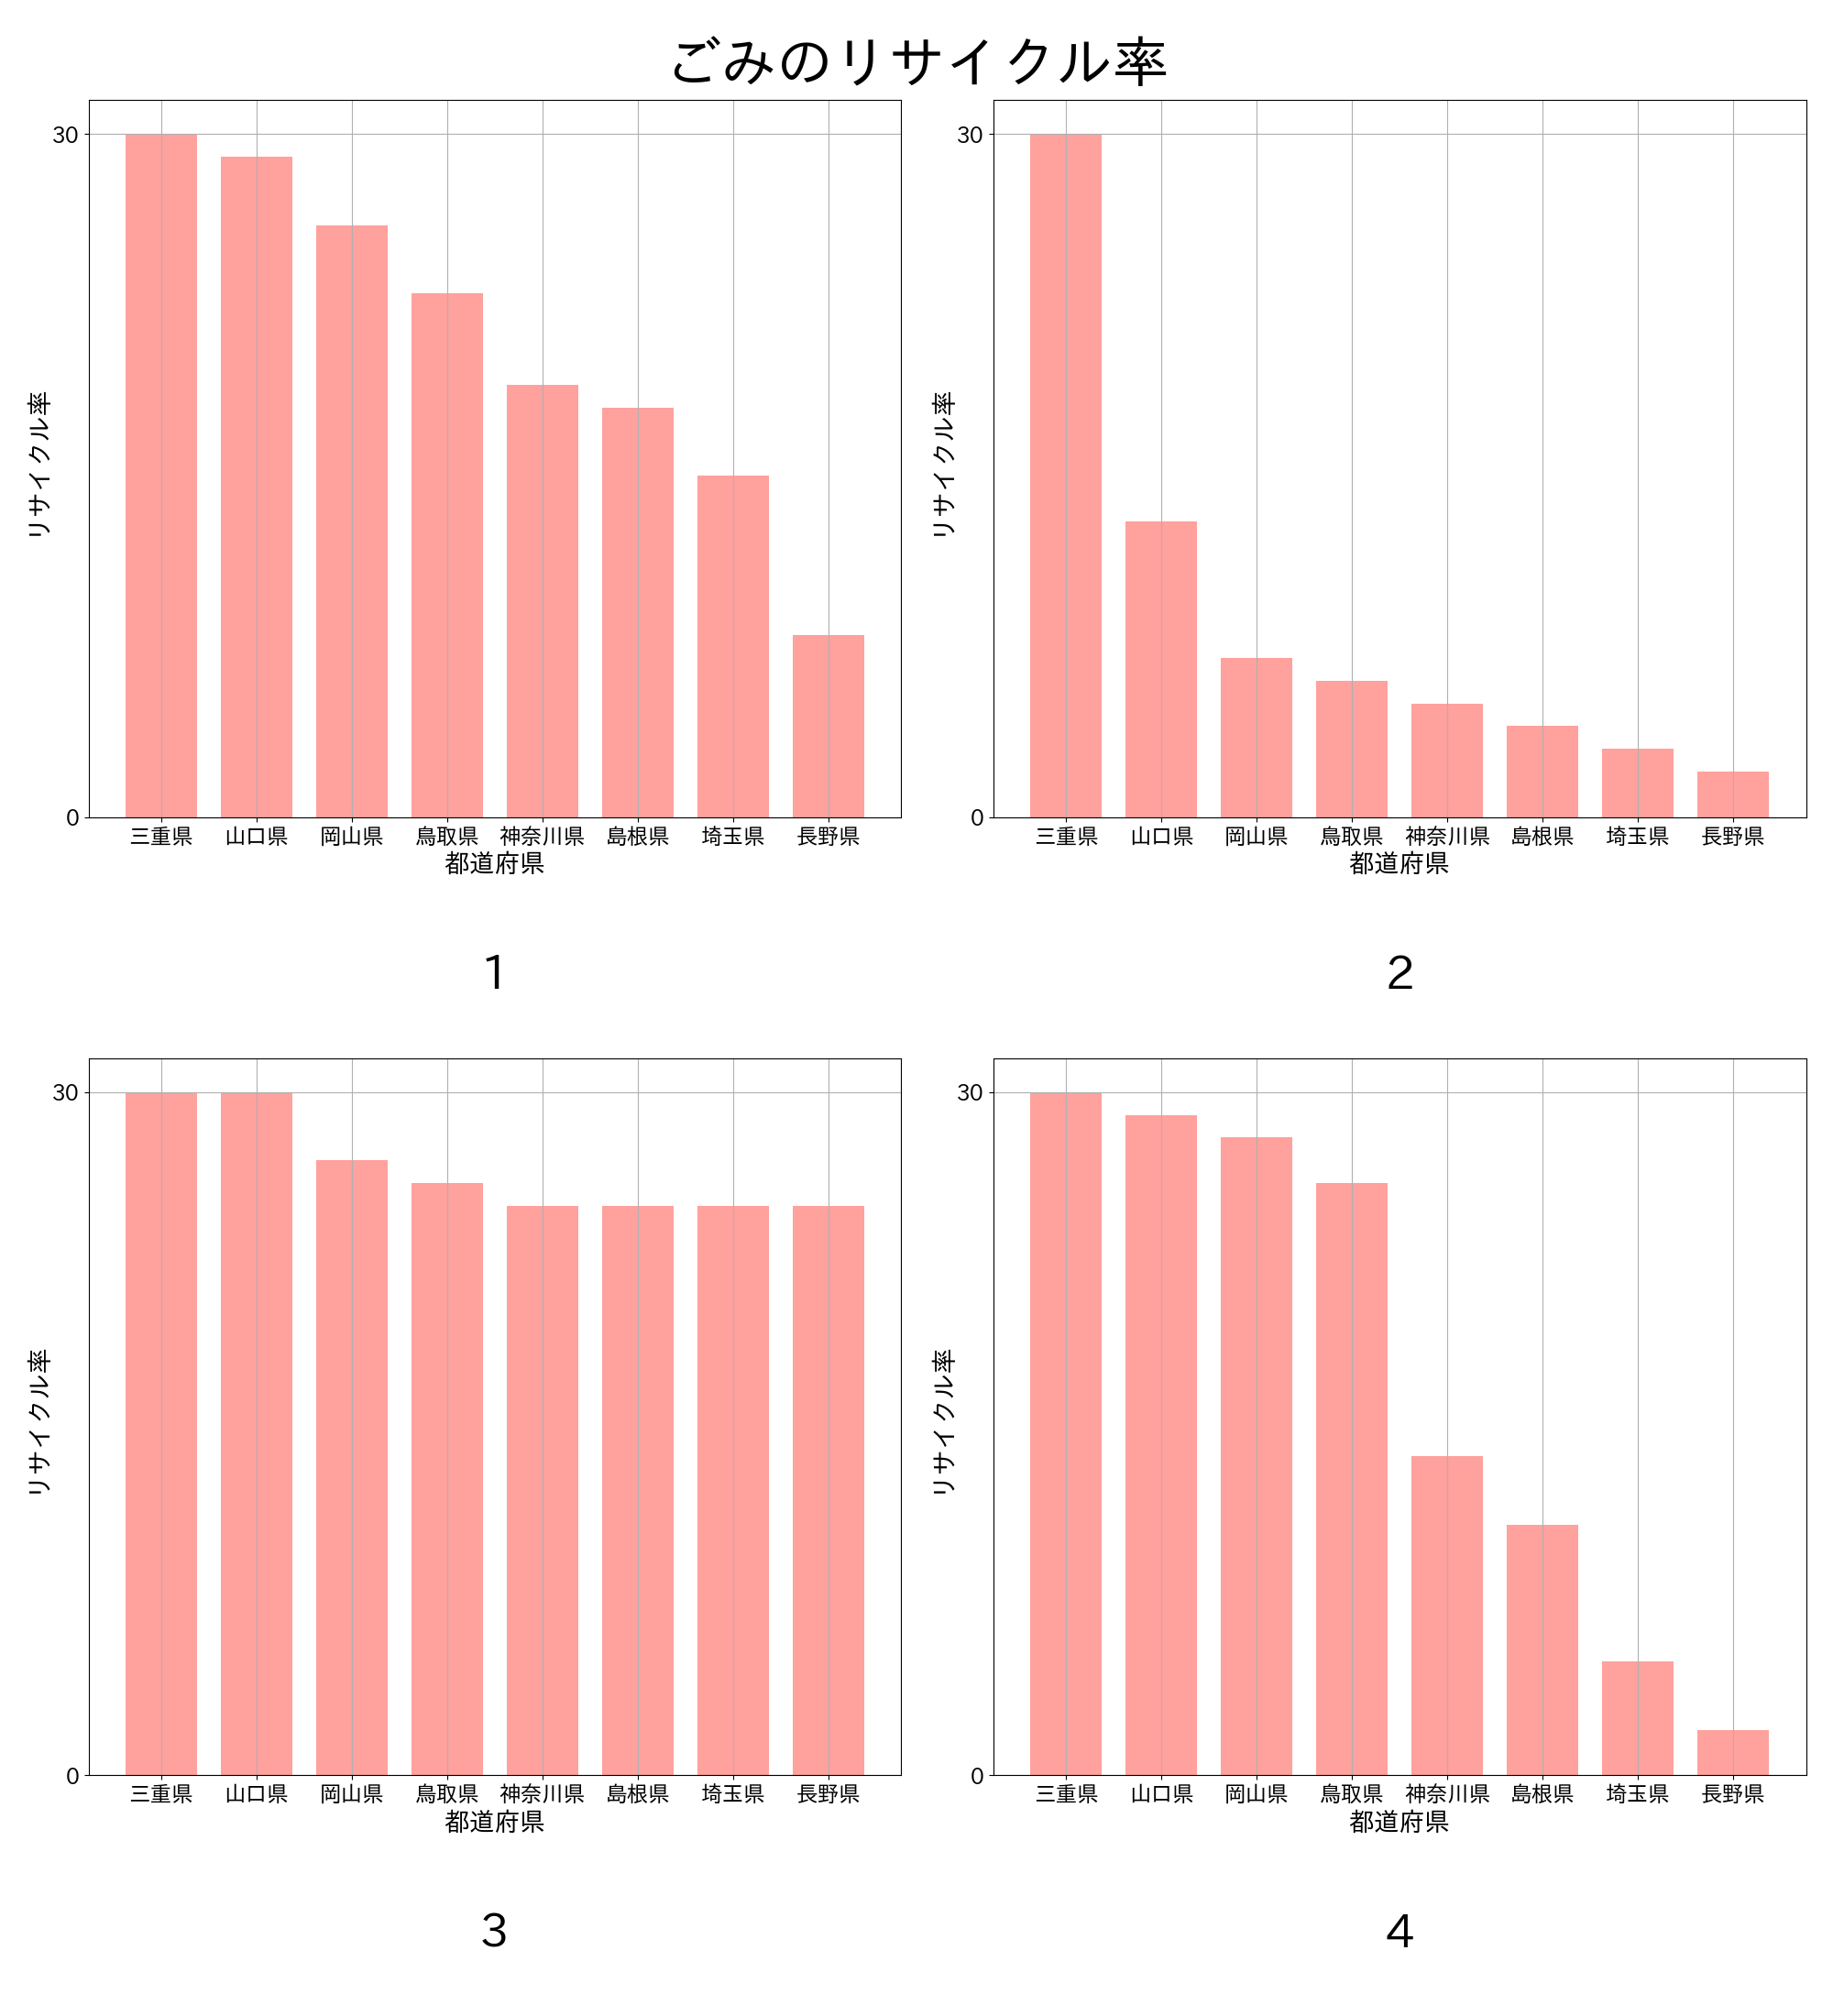 ごみのリサイクル率
30
0
リサイクル率
三重県 山口県 岡山県 鳥取県 神奈川県 島根県 埼玉県 長野県
都道府県
1
30
0
リサイクル率
三重県 山口県 岡山県 鳥取県 神奈川県 島根県 埼玉県 長野県
都道府県
2
30
0
リサイクル率
三重県 山口県 岡山県 鳥取県 神奈川県 島根県 埼玉県 長野県
都道府県
3
30
0
リサイクル率
三重県 山口県 岡山県 鳥取県 神奈川県 島根県 埼玉県 長野県
都道府県
4